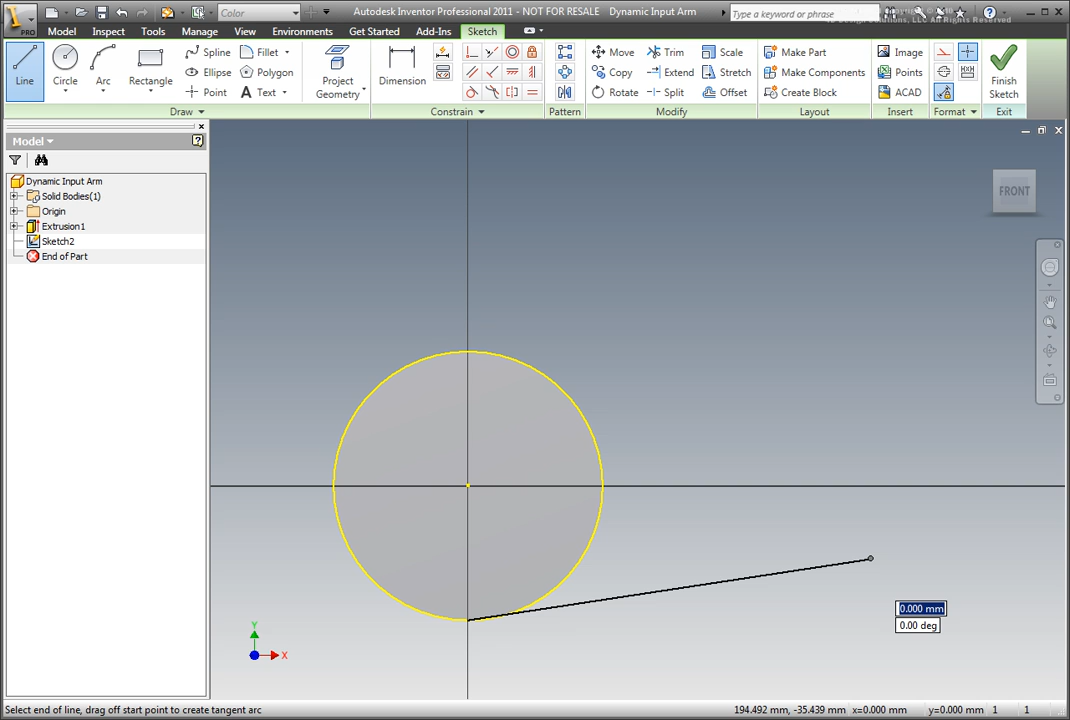 PRO
Color
Autodesk Inventor Professional 2011 - NOT FOR RESALE Dynamic Input Arm
Type a keyword or phrase
All Rights Reserved
Model Inspect Tools Manage View Environments Get Started Add-Ins Sketch
Line
Circle
Arc
Rectangle
Spline
Ellipse
Point
Fillet
Polygon
Text
Project
Geometry
Dimension
Move
Copy
Rotate
Trim
Extend
Split
Scale
Stretch
Offset
Make Part
Make Components
Create Block
Image
Points
ACAD
Finish
Sketch
Draw Constrain Pattern Modify Layout Insert Format Exit
Model
Dynamic Input Arm
Solid Bodies(1)
Origin
Extrusion1
Sketch2
End of Part
FRONT
0.000 mm
0.00 deg
Y
X
Select end of line, drag off start point to create tangent arc
194.492 mm, -35.439 mm x=0.000 mm y=0.000 mm 1 1